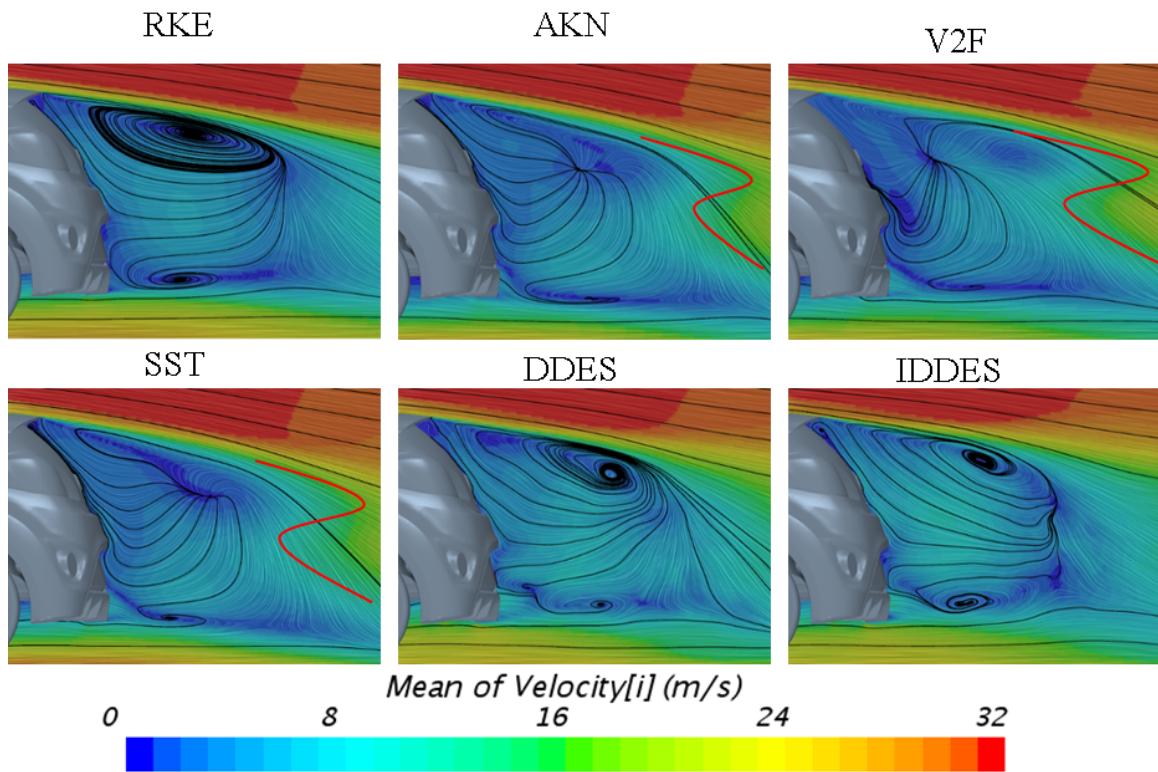 RKE
AKN
V2F
SST
DDES
IDDES
Mean of Velocity[i] (m/s)
0 8 16 24 32